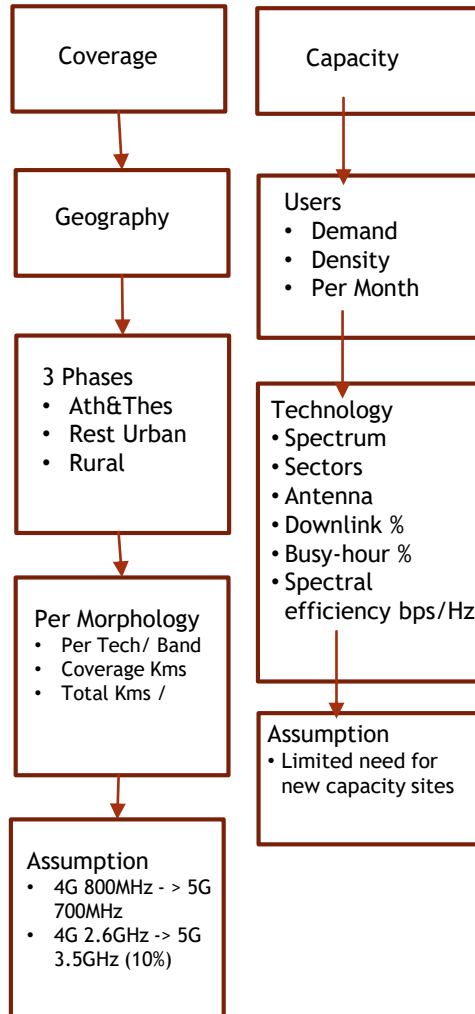 Coverage
Geography
3 Phases
• Ath&Thes
• Rest Urban
• Rural
Per Morphology
• Per Tech/ Band
• Coverage Kms
• Total Kms /
Assumption
• 4G 800MHz - > 5G
700MHz
• 4G 2.6GHz -> 5G
3.5GHz (10%)
Capacity
Users
• Demand
• Density
• Per Month
Technology
• Spectrum
• Sectors
• Antenna
• Downlink %
• Busy-hour %
• Spectral
efficiency bps/Hz
Assumption
• Limited need for
new capacity sites